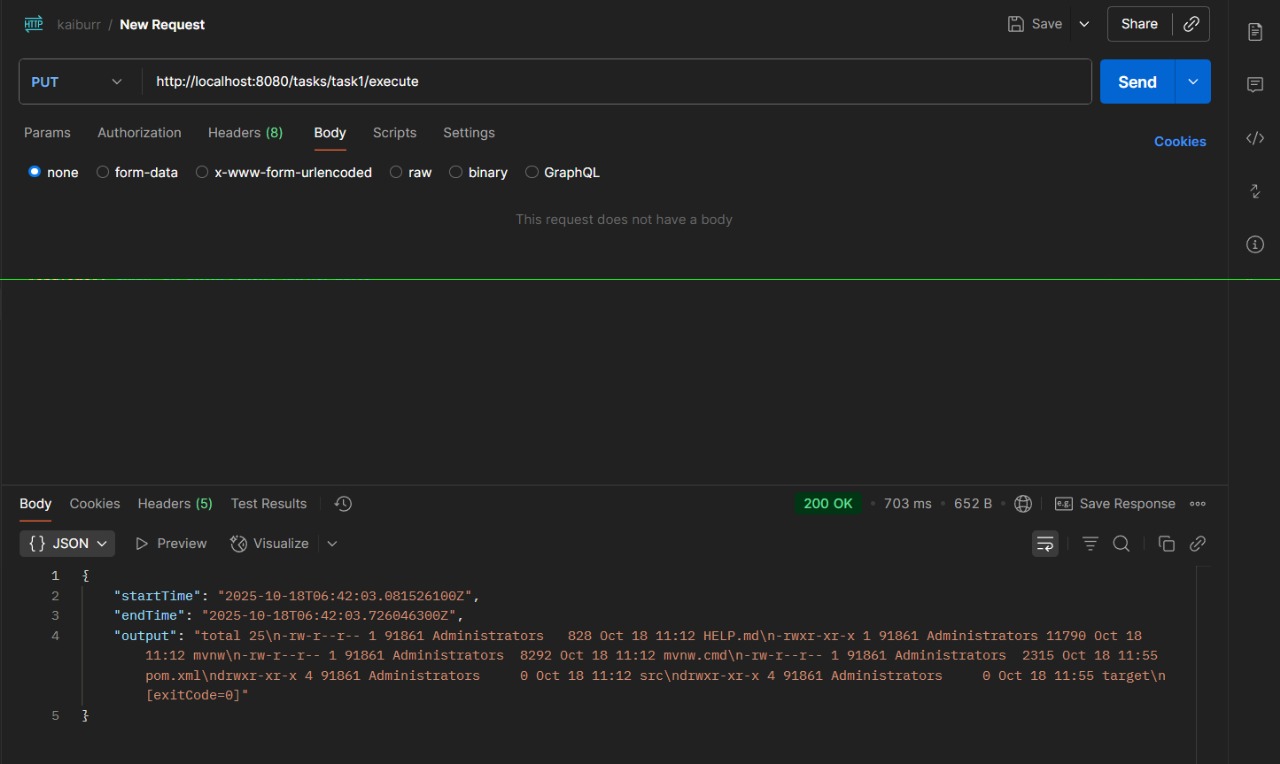 HTTP kaiburr / New Request Save Share
PUT http://localhost:8080/tasks/task1/execute Send
Params Authorization Headers (8) Body Scripts Settings Cookies
none form-data x-www-form-urlencoded raw binary GraphQL
This request does not have a body
Body Cookies Headers (5) Test Results 200 OK • 703 ms • 652 B e.g. Save Response
{} JSON Preview Visualize
1 {
2 "startTime": "2025-10-18T06:42:03.081526100Z",
3 "endTime": "2025-10-18T06:42:03.726046300Z",
4 "output": "total 25\n-rw-r--r-- 1 91861 Administrators   828 Oct 18 11:12 HELP.md\n-rwxr-xr-x 1 91861 Administrators 11790 Oct 18
11:12 mvnw\n-rw-r--r-- 1 91861 Administrators  8292 Oct 18 11:12 mvnw.cmd\n-rw-r--r-- 1 91861 Administrators  2315 Oct 18 11:55
pom.xml\ndrwxr-xr-x 4 91861 Administrators     0 Oct 18 11:12 src\ndrwxr-xr-x 4 91861 Administrators     0 Oct 18 11:55 target\n
[exitCode=0]"
5 }